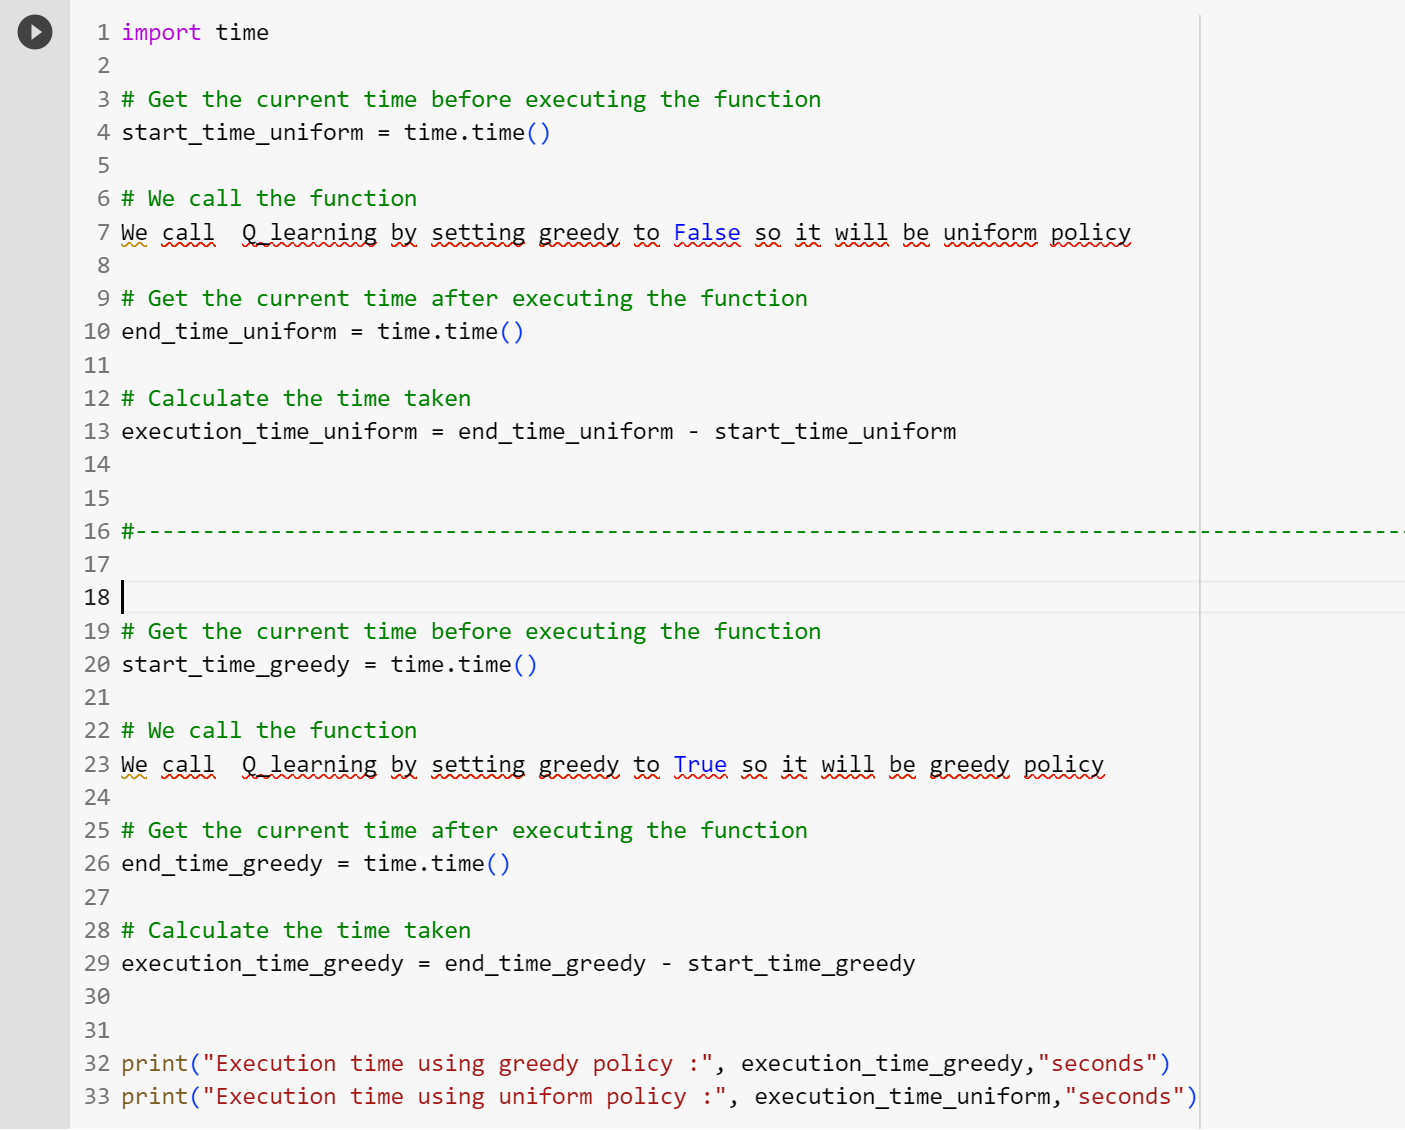 1 import time
2
3 # Get the current time before executing the function
4 start_time_uniform = time.time()
5
6 # We call the function
7 We call  Q_learning by setting greedy to False so it will be uniform policy
8
9 # Get the current time after executing the function
10 end_time_uniform = time.time()
11
12 # Calculate the time taken
13 execution_time_uniform = end_time_uniform - start_time_uniform
14
15
16 #-----------------------------------------------------------------------------------------------
17
18
19 # Get the current time before executing the function
20 start_time_greedy = time.time()
21
22 # We call the function
23 We call  Q_learning by setting greedy to True so it will be greedy policy
24
25 # Get the current time after executing the function
26 end_time_greedy = time.time()
27
28 # Calculate the time taken
29 execution_time_greedy = end_time_greedy - start_time_greedy
30
31
32 print("Execution time using greedy policy :", execution_time_greedy,"seconds")
33 print("Execution time using uniform policy :", execution_time_uniform,"seconds")